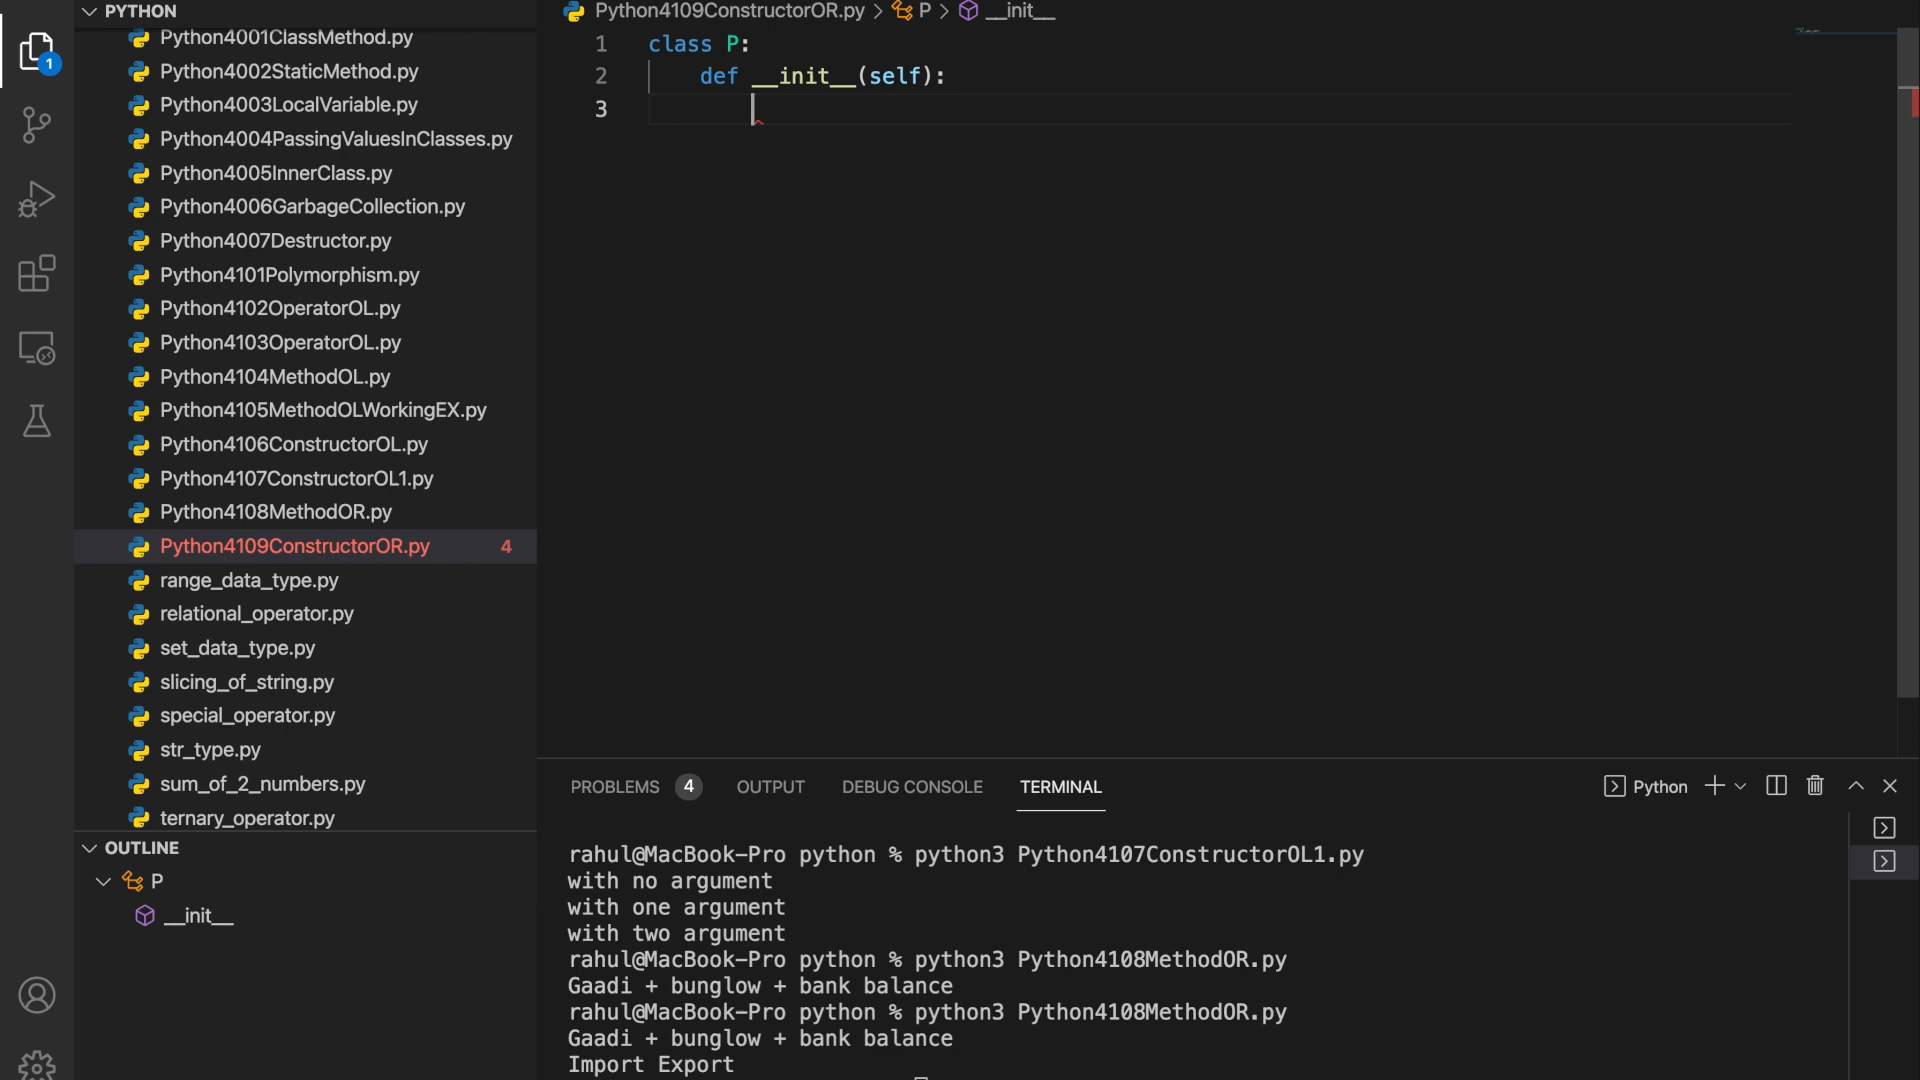 PYTHON
Python4001ClassMethod.py
Python4002StaticMethod.py
Python4003LocalVariable.py
Python4004PassingValuesInClasses.py
Python4005InnerClass.py
Python4006GarbageCollection.py
Python4007Destructor.py
Python4101Polymorphism.py
Python4102OperatorOL.py
Python4103OperatorOL.py
Python4104MethodOL.py
Python4105MethodOLWorkingEX.py
Python4106ConstructorOL.py
Python4107ConstructorOL1.py
Python4108MethodOR.py
Python4109ConstructorOR.py 4
range_data_type.py
relational_operator.py
set_data_type.py
slicing_of_string.py
special_operator.py
str_type.py
sum_of_2_numbers.py
ternary_operator.py
OUTLINE
P
__init__
1
Python4109ConstructorOR.py > P > __init__
1 class P:
2 def __init__(self):
3
PROBLEMS 4 OUTPUT DEBUG CONSOLE TERMINAL
Python
rahul@MacBook-Pro python % python3 Python4107ConstructorOL1.py
with no argument
with one argument
with two argument
rahul@MacBook-Pro python % python3 Python4108MethodOR.py
Gaadi + bunglow + bank balance
rahul@MacBook-Pro python % python3 Python4108MethodOR.py
Gaadi + bunglow + bank balance
Import Export